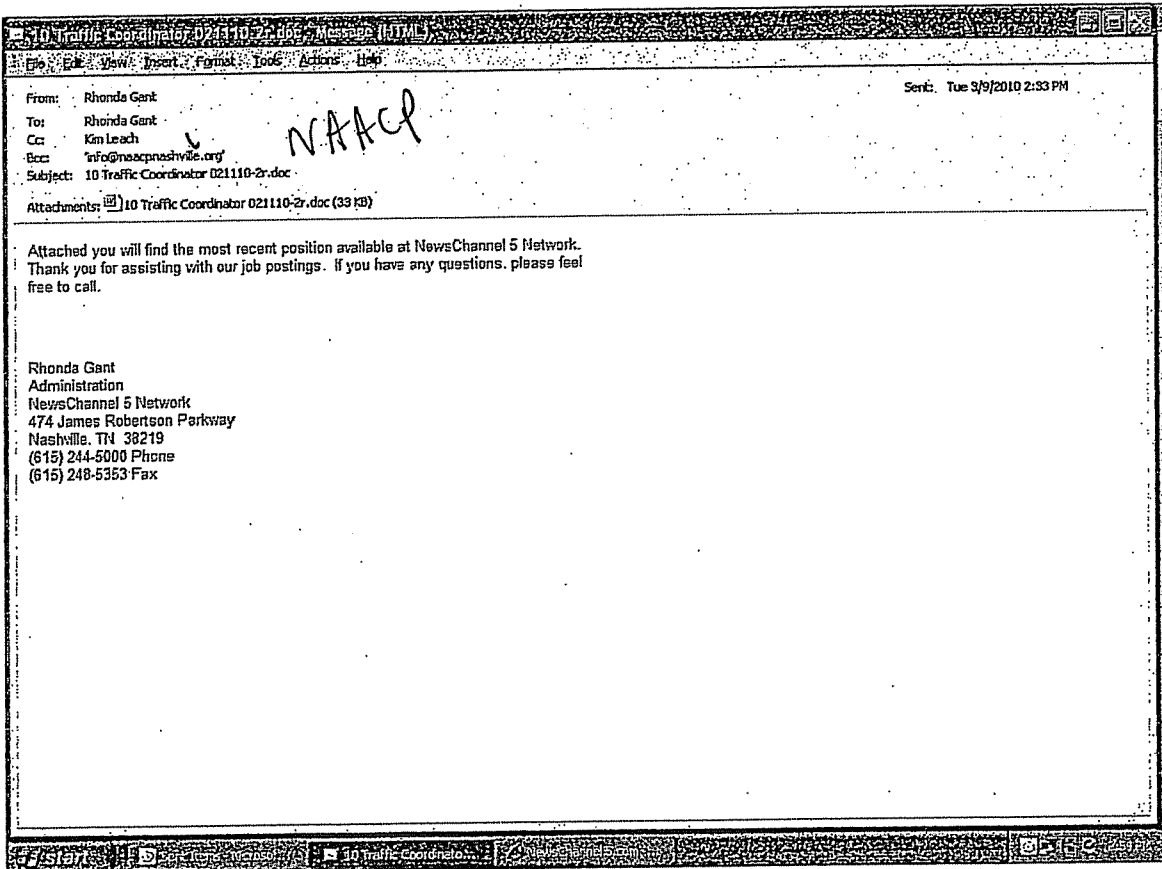 10 Traffic Coordinator 021110-2r.doc - Message (HTML)
File Edit View Insert Format Tools Actions Help
From: Rhonda Gant
Sent: Tue 3/9/2010 2:33 PM
To: Rhonda Gant
Cc: Kim Leach
Bcc: 'info@naacpnashville.org'
NAACP
Subject: 10 Traffic Coordinator 021110-2r.doc
Attachments: 10 Traffic Coordinator 021110-2r.doc (33 KB)
Attached you will find the most recent position available at NewsChannel 5 Network.
Thank you for assisting with our job postings. If you have any questions, please feel
free to call.
Rhonda Gant
Administration
NewsChannel 5 Network
474 James Robertson Parkway
Nashville, TN 38219
(615) 244-5000 Phone
(615) 248-5353 Fax
start
10 Traffic Coordinato...